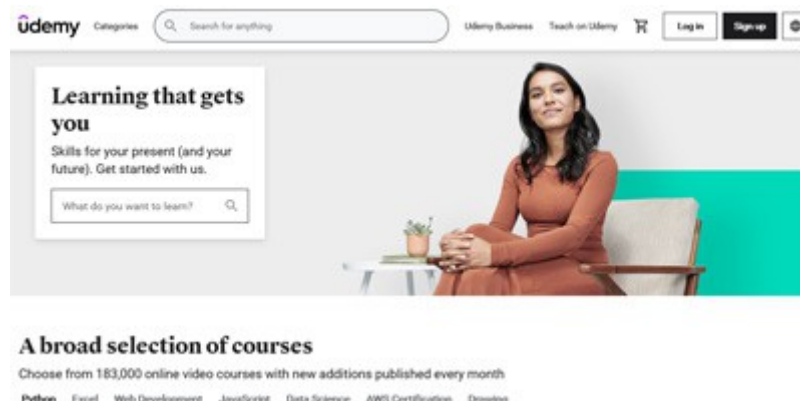 ûdemy Categories Search for anything Udemy Business Teach on Udemy Log in Sign up
Learning that gets
you
Skills for your present (and your
future). Get started with us.
What do you want to learn?
A broad selection of courses
Choose from 183,000 online video courses with new additions published every month
Python Excel Web Development JavaScript Data Science AWS Certification Drawing